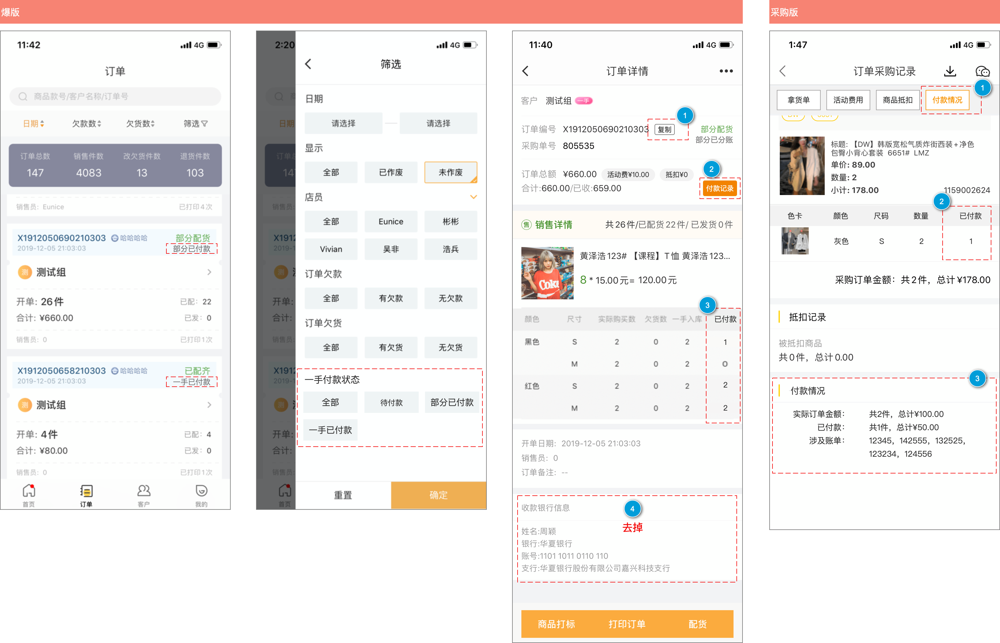 爆版
11:42
4G
订单
商品款号/客户名称/订单号
日期
欠款数
欠货数
筛选
订单总数
销售件数
改欠货件数
退货件数
147
4083
13
103
销售员: Eunice
已打印4次
X1912050690210303
哈哈哈哈
部分配货
2019-12-05 21:03:03
部分已付款
测
测试组
开单: 26件
已配: 22
合计: ¥660.00
已发: 0
销售员: 0
已打印1次
X1912050658210303
哈哈哈哈
已配齐
2019-12-05 21:03:03
一手已付款
测
测试组
开单: 4件
已配: 4
合计: ¥80.00
已发: 0
销售员: 0
已打印1次
首页
订单
客户
我的
2:20
4G
筛选
日期
请选择
请选择
显示
全部
已作废
未作废
店员
全部
Eunice
彬彬
Vivian
吴非
浩兵
订单欠款
全部
有欠款
无欠款
订单欠货
全部
有欠货
无欠货
一手付款状态
全部
待付款
部分已付款
一手已付款
重置
确定
日期
销售员:
X1912
2019-1
测
开单:
合计:
销售员:
X1912
2019-1
测
开单:
合计:
销售员:
首页
11:40
4G
订单详情
客户
测试组
一手
1
订单编号
X1912050690210303
复制
部分配货
部分已分账
采购单号
805535
2
订单总额
¥660.00
活动费¥10.00
抵扣¥0
合计:660.00/已收:659.00
付款记录
售
销售详情
共26件/已配货22件/ 已发货0件
黄泽浩123# 【课程】T恤 黄泽浩123...
8 * 15.00元= 120.00元
3
颜色
尺寸
实际购买数
欠货数
一手入库
已付款
黑色
S
2
0
2
1
M
2
0
2
0
红色
S
2
0
2
2
M
2
0
2
2
开单日期: 2019-12-05 21:03:03
销售员: 0
订单备注: --
收款银行信息
4
去掉
姓名:周颖
银行:华夏银行
账号:1101 1011 0110 110
支行:华夏银行股份有限公司嘉兴科技支行
商品打标
打印订单
配货
采购版
1:47
4G
订单采购记录
1
拿货单
活动费用
商品抵扣
付款情况
标题: 【DW】韩版宽松气质炸街西装+净色
包臀小背心套装 6651# LMZ
单价: 89.00
数量: 2
小计: 178.00
1159002624
2
色卡
颜色
尺码
数量
已付款
灰色
S
2
1
采购订单金额: 共2件, 总计¥178.00
抵扣记录
被抵扣商品
共0件, 总计0.00
3
付款情况
实际订单金额:
共2件, 总计¥100.00
已付款:
共1件, 总计¥50.00
涉及账单:
12345, 142555, 132525,
123234, 124556